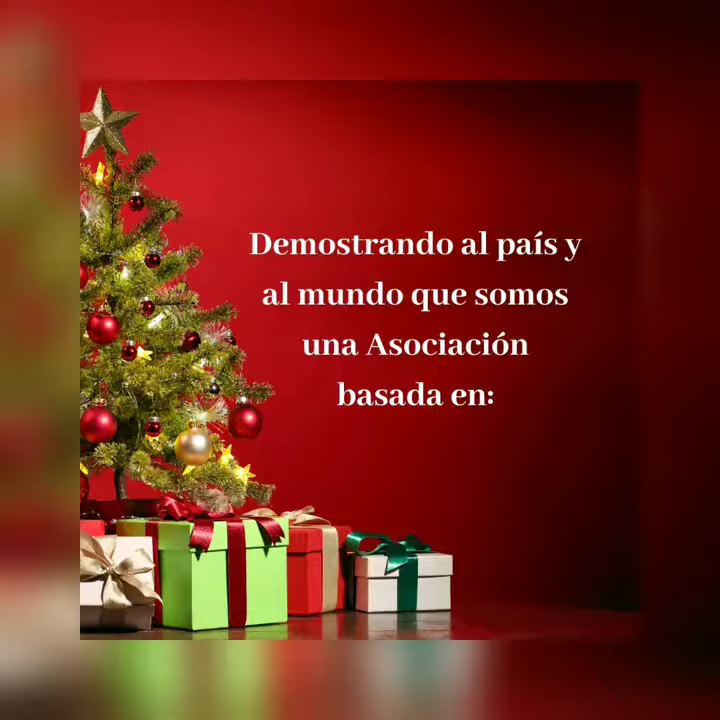 Demostrando al país y
al mundo que somos
una Asociación
basada en: